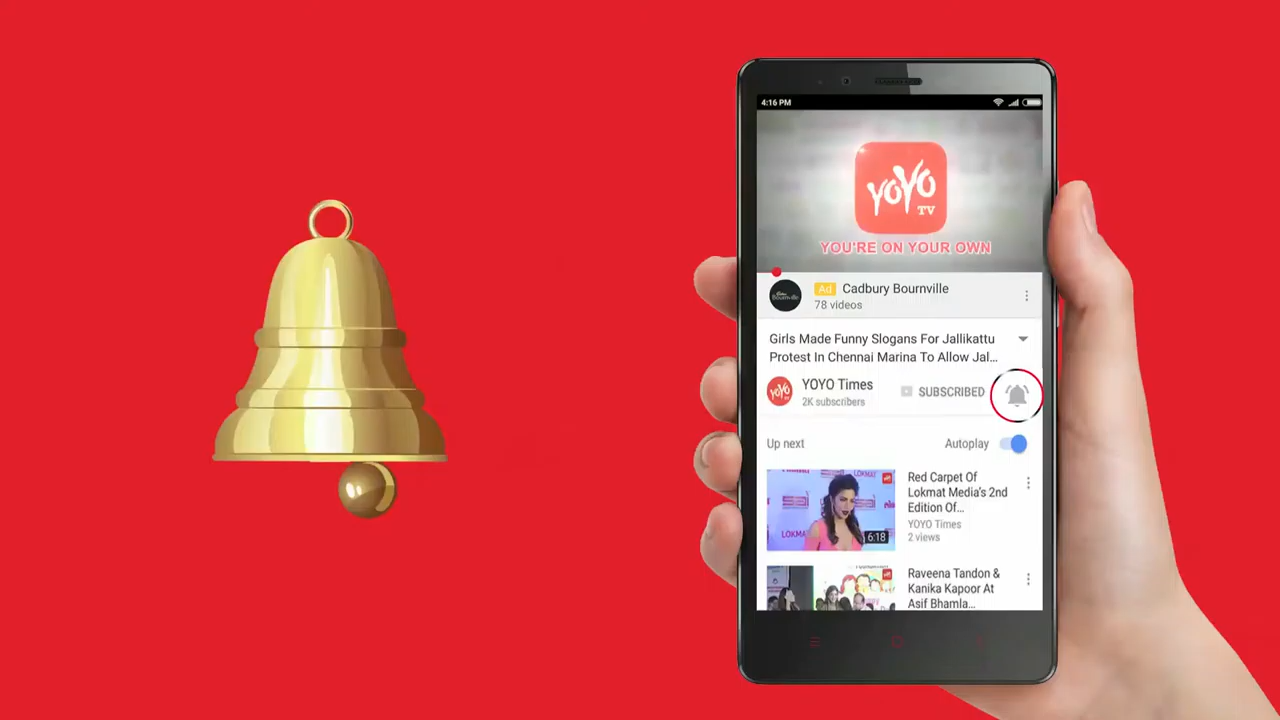 4:16 PM
YOYO
TV
YOU'RE ON YOUR OWN
Ad Cadbury Bournville
78 videos
Girls Made Funny Slogans For Jallikattu
Protest In Chennai Marina To Allow Jal...
YOYO Times
2K subscribers
SUBSCRIBED
Up next
Autoplay
Red Carpet Of
Lokmat Media's 2nd
Edition Of...
YOYO Times
2 views
LOKMAT
6:18
Raveena Tandon &
Kanika Kapoor At
Asif Bhamla...